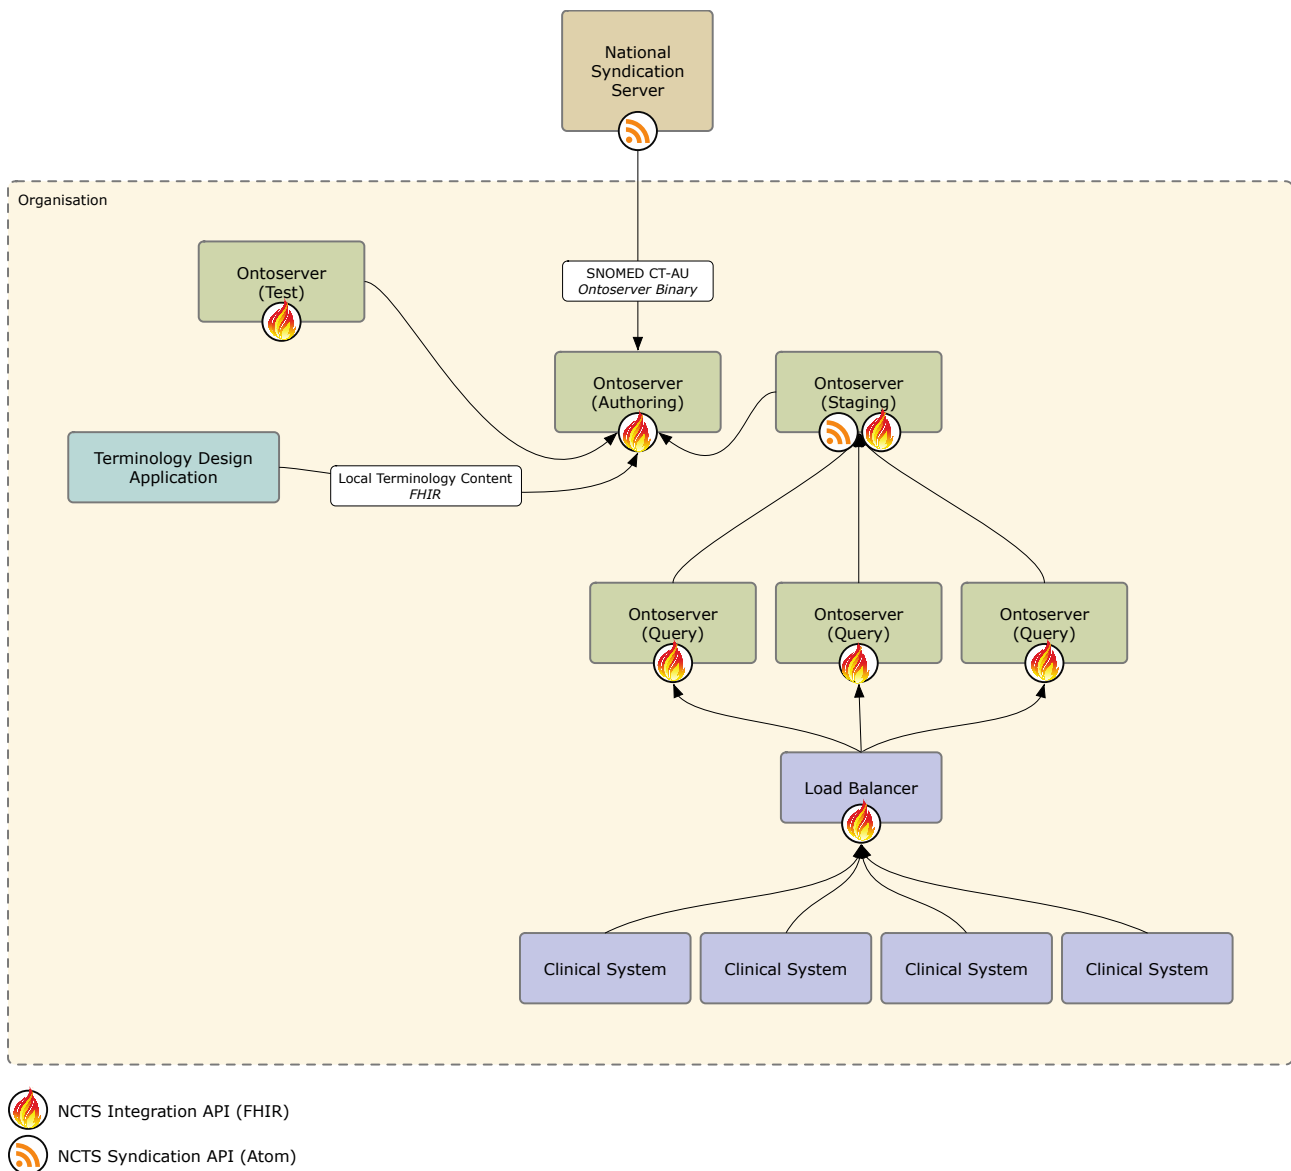 National
Syndication
Server
Organisation
SNOMED CT-AU
Ontoserver Binary
Ontoserver
(Test)
Ontoserver
(Authoring)
Ontoserver
(Staging)
Terminology Design
Application
Local Terminology Content
FHIR
Ontoserver
(Query)
Ontoserver
(Query)
Ontoserver
(Query)
Load Balancer
Clinical System
Clinical System
Clinical System
Clinical System
NCTS Integration API (FHIR)
NCTS Syndication API (Atom)